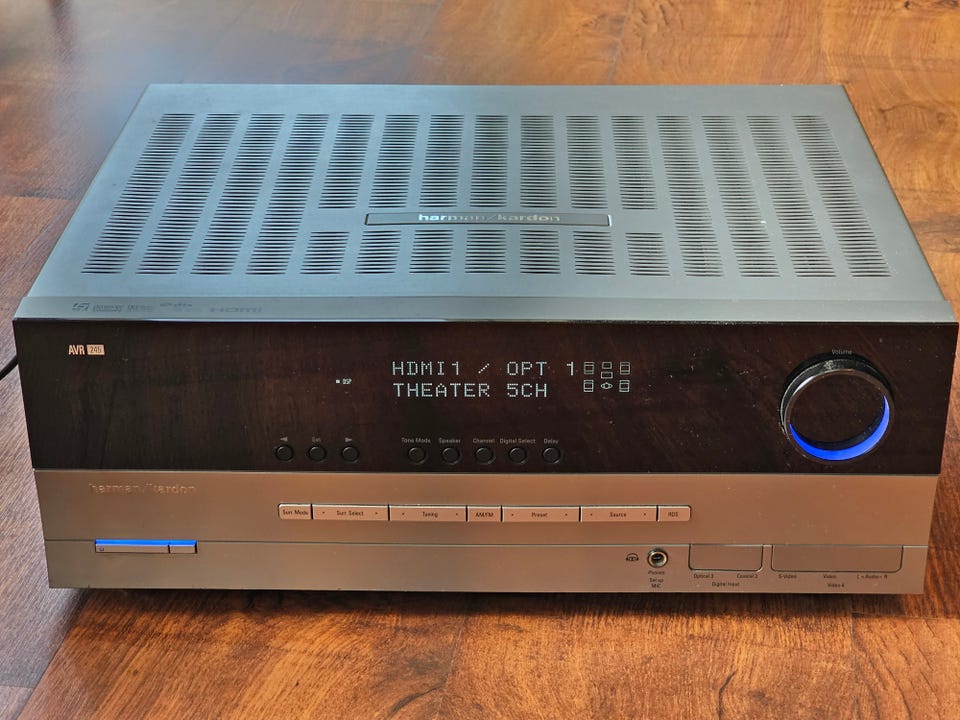 harman/kardon
HDMI
AVR 245
Volume
HDMI1 / OPT 1
DSP
THEATER 5CH
Set
Tone Mode Speaker Channel Digital Select Delay
harman/kardon
Surr. Mode Surr. Select Tuning AM/FM Preset Source RDS
Phones
Set up
MIC
Optical 3 Coaxial 3
Digital Input
S-Video Video L -Audio- R
Video 4